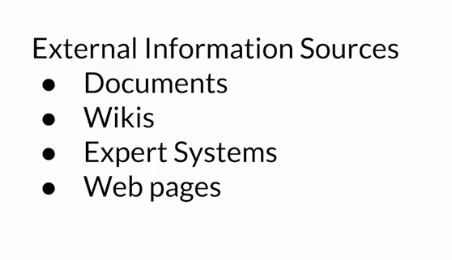 External Information Sources
● Documents
● Wikis
● Expert Systems
● Web pages